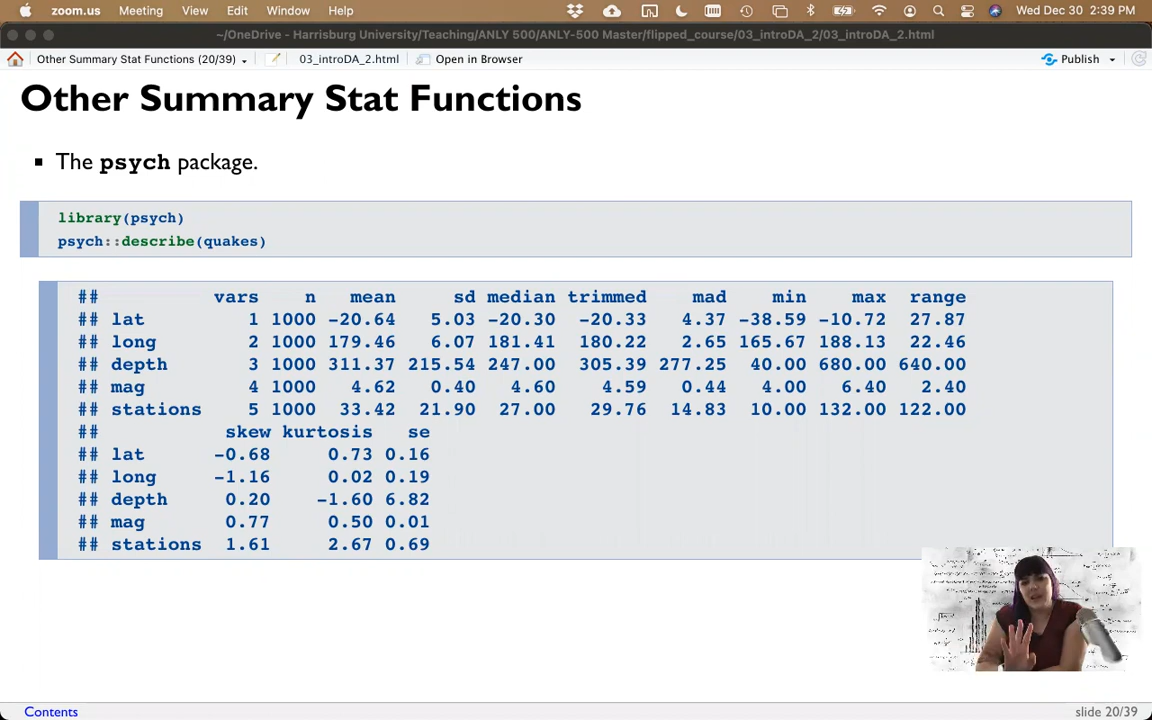 zoom.us Meeting View Edit Window Help Wed Dec 30 2:39 PM
~/OneDrive - Harrisburg University/Teaching/ANLY 500/ANLY-500 Master/flipped_course/03_introDA_2/03_introDA_2.html
Other Summary Stat Functions (20/39) 03_introDA_2.html Open in Browser Publish
Other Summary Stat Functions
▪ The psych package.
library(psych)
psych::describe(quakes)
## vars n mean sd median trimmed mad min max range
## lat 1 1000 -20.64 5.03 -20.30 -20.33 4.37 -38.59 -10.72 27.87
## long 2 1000 179.46 6.07 181.41 180.22 2.65 165.67 188.13 22.46
## depth 3 1000 311.37 215.54 247.00 305.39 277.25 40.00 680.00 640.00
## mag 4 1000 4.62 0.40 4.60 4.59 0.44 4.00 6.40 2.40
## stations 5 1000 33.42 21.90 27.00 29.76 14.83 10.00 132.00 122.00
## skew kurtosis se
## lat -0.68 0.73 0.16
## long -1.16 0.02 0.19
## depth 0.20 -1.60 6.82
## mag 0.77 0.50 0.01
## stations 1.61 2.67 0.69
Contents slide 20/39